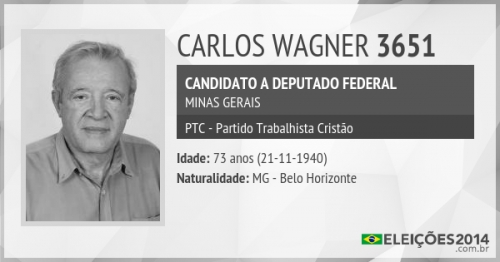 CARLOS WAGNER 3651
CANDIDATO A DEPUTADO FEDERAL
MINAS GERAIS
PTC - Partido Trabalhista Cristão
Idade: 73 anos (21-11-1940)
Naturalidade: MG - Belo Horizonte
ELEIÇÕES2014
.com.br